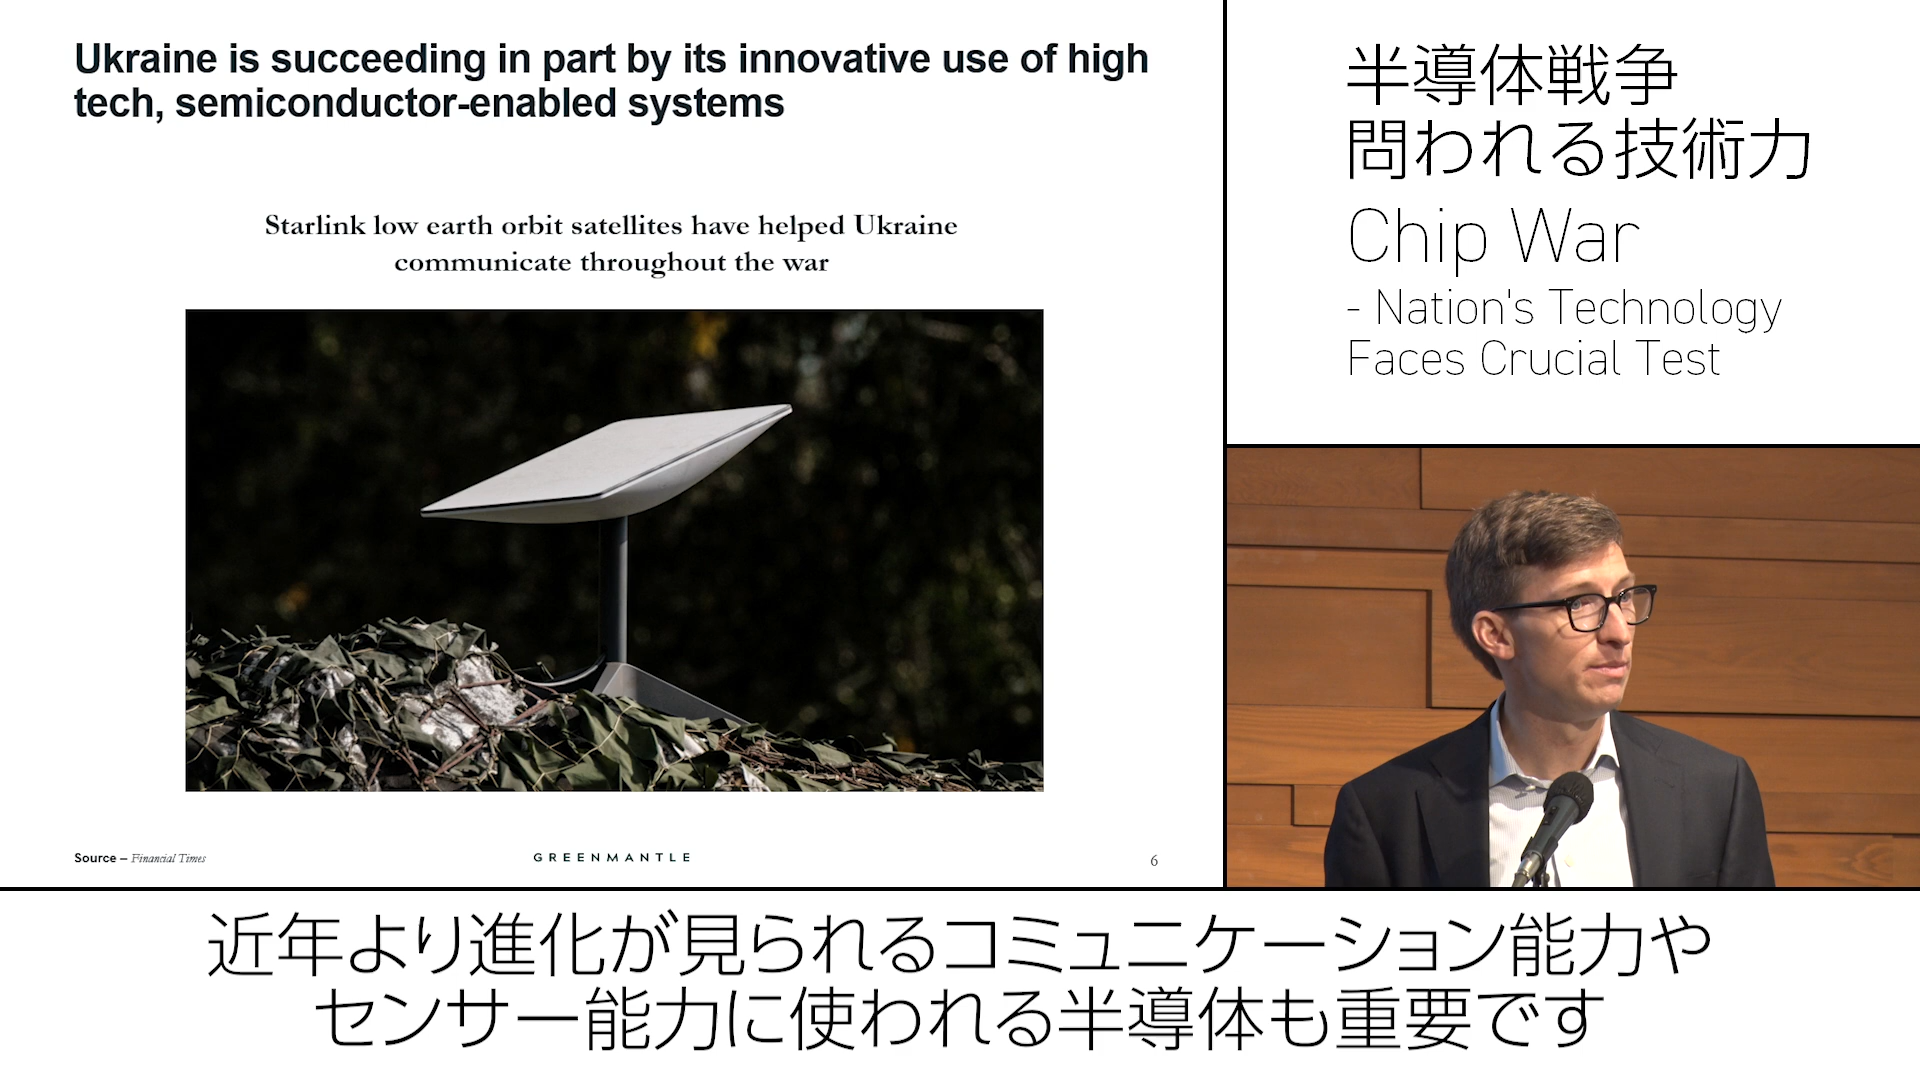 Ukraine is succeeding in part by its innovative use of high
tech, semiconductor-enabled systems
Starlink low earth orbit satellites have helped Ukraine
communicate throughout the war
Source – Financial Times
GREENMANTLE
6
半導体戦争
問われる技術力
Chip War
- Nation's Technology
Faces Crucial Test
近年より進化が見られるコミュニケーション能力や
センサー能力に使われる半導体も重要です